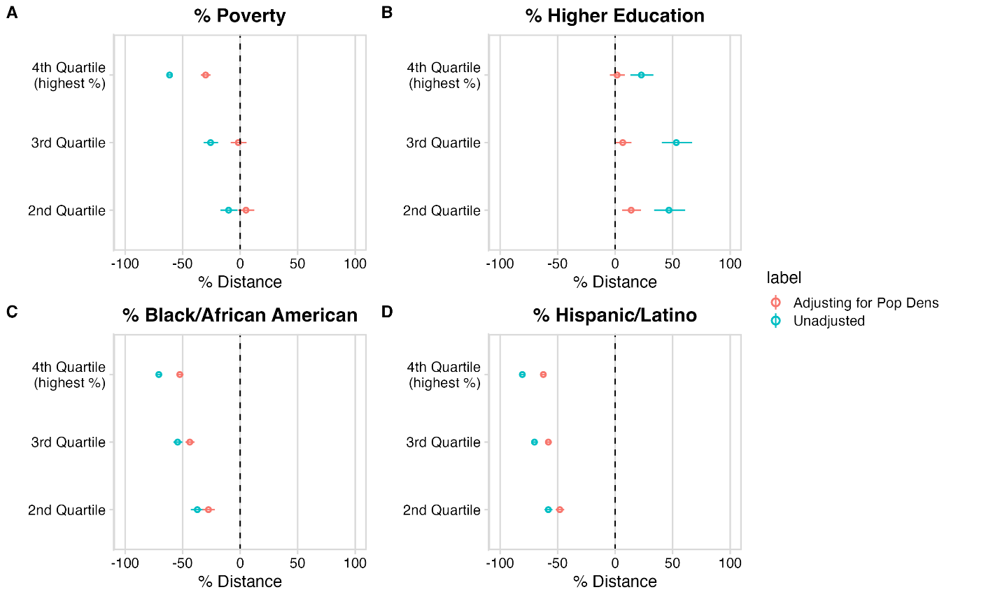 A
% Poverty
4th Quartile
(highest %)
3rd Quartile
2nd Quartile
-100 -50 0 50 100
% Distance
B
% Higher Education
4th Quartile
(highest %)
3rd Quartile
2nd Quartile
-100 -50 0 50 100
% Distance
C
% Black/African American
4th Quartile
(highest %)
3rd Quartile
2nd Quartile
-100 -50 0 50 100
% Distance
D
% Hispanic/Latino
4th Quartile
(highest %)
3rd Quartile
2nd Quartile
-100 -50 0 50 100
% Distance
label
Adjusting for Pop Dens
Unadjusted